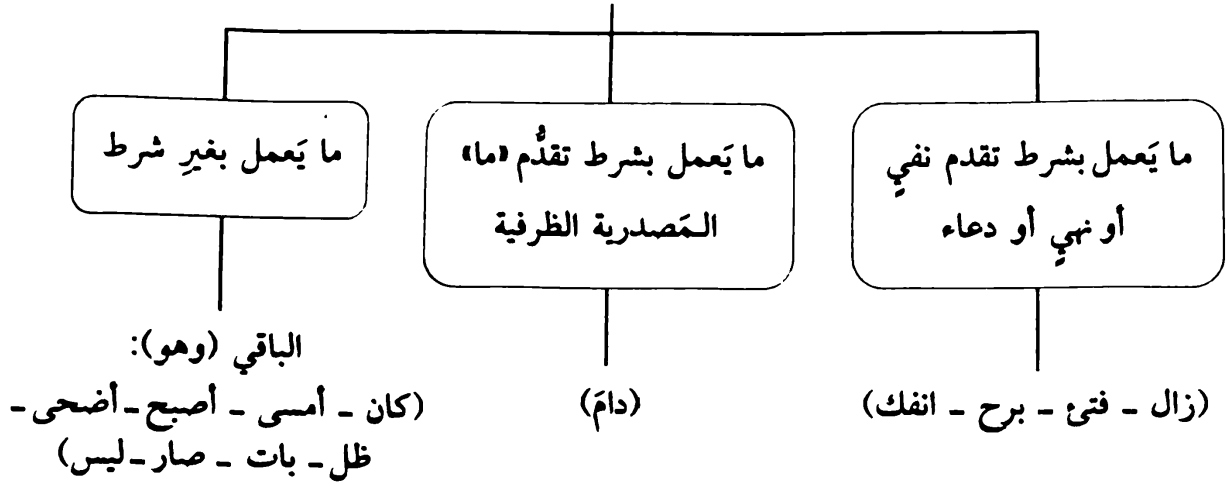 ما يَعمل بشرط تقدم نفيٍ
أو نهيٍ أو دعاء
(زال - فتئ - برح - انفك)
ما يَعمل بشرط تقدُّم «ما»
المَصدرية الظرفية
(دامَ)
ما يَعمل بغيرِ شرط
الباقي (وهو):
(كان - أمسى - أصبح - أضحى -
ظل - بات - صار - ليس)